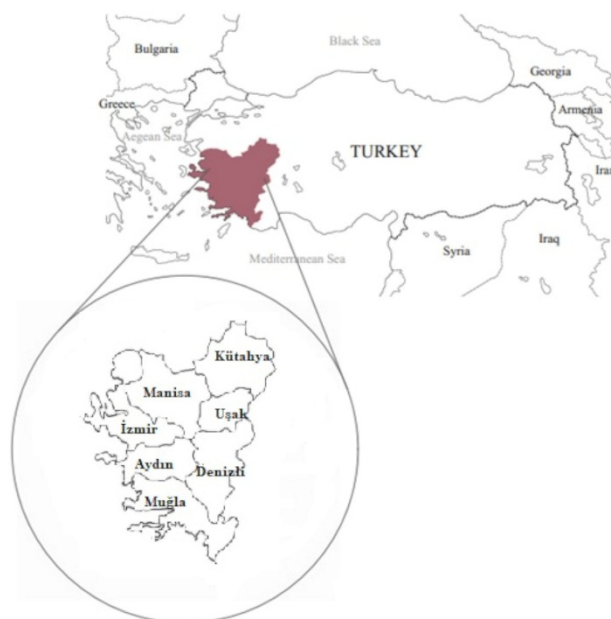 Black Sea
Bulgaria
Georgia
Greece
Armenia
Aegean Sea
TURKEY
Iran
Mediterranean Sea
Syria
Iraq
Kütahya
Manisa
Uşak
İzmir
Aydın
Denizli
Muğla